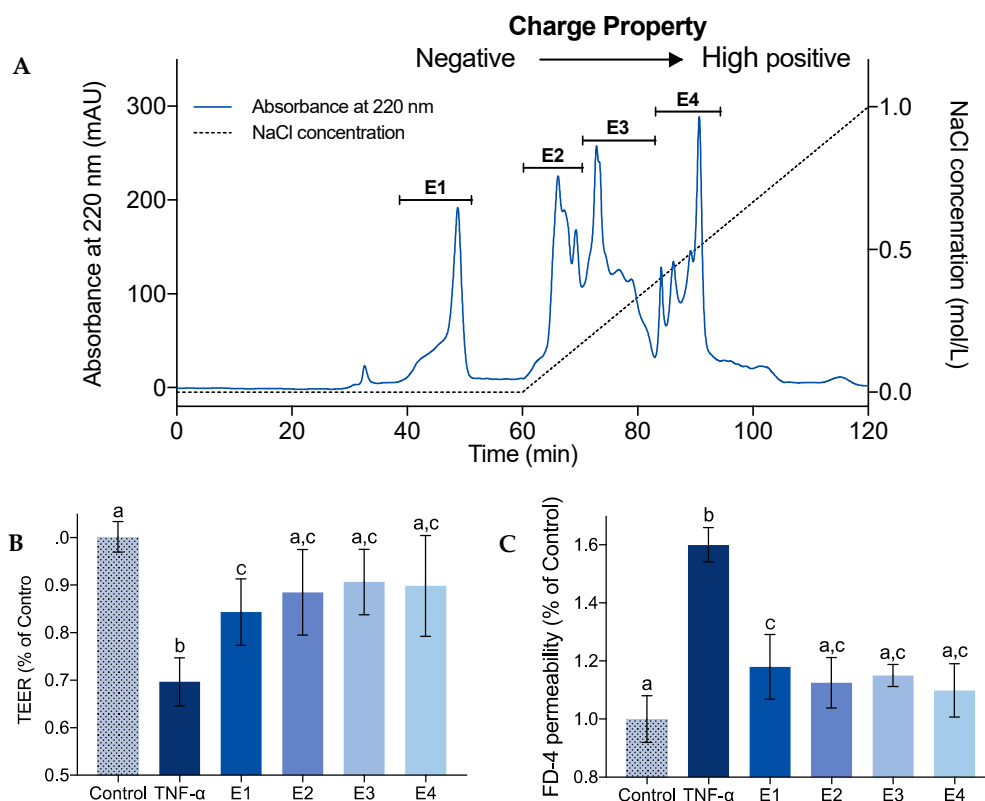 Charge Property
Negative High positive
A
Absorbance at 220 nm (mAU)
300
200
100
0
Absorbance at 220 nm
NaCl concentration
E1
E2
E3
E4
1.0
0.5
0.0
NaCl concenration (mol/L)
0 20 40 60 80 100 120
Time (min)
B
TEER (% of Contro
.0
0.9
0.8
0.7
0.6
0.5
a
b
c
a,c
a,c
a,c
Control TNF-α E1 E2 E3 E4
C
FD-4 permeability (% of Control)
1.6
1.4
1.2
1.0
0.8
a
b
c
a,c
a,c
a,c
Control TNF-α E1 E2 E3 E4